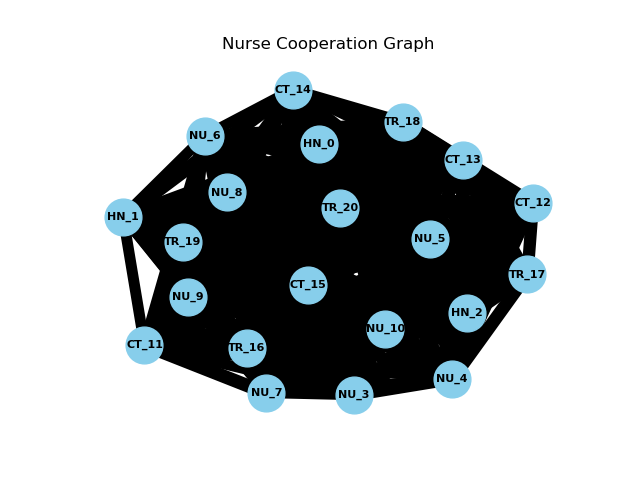 Nurse Cooperation Graph
CT_14
TR_18
NU_6
HN_0
CT_13
NU_8
CT_12
TR_20
HN_1
NU_5
TR_19
TR_17
CT_15
NU_9
HN_2
NU_10
CT_11
TR_16
NU_4
NU_7
NU_3